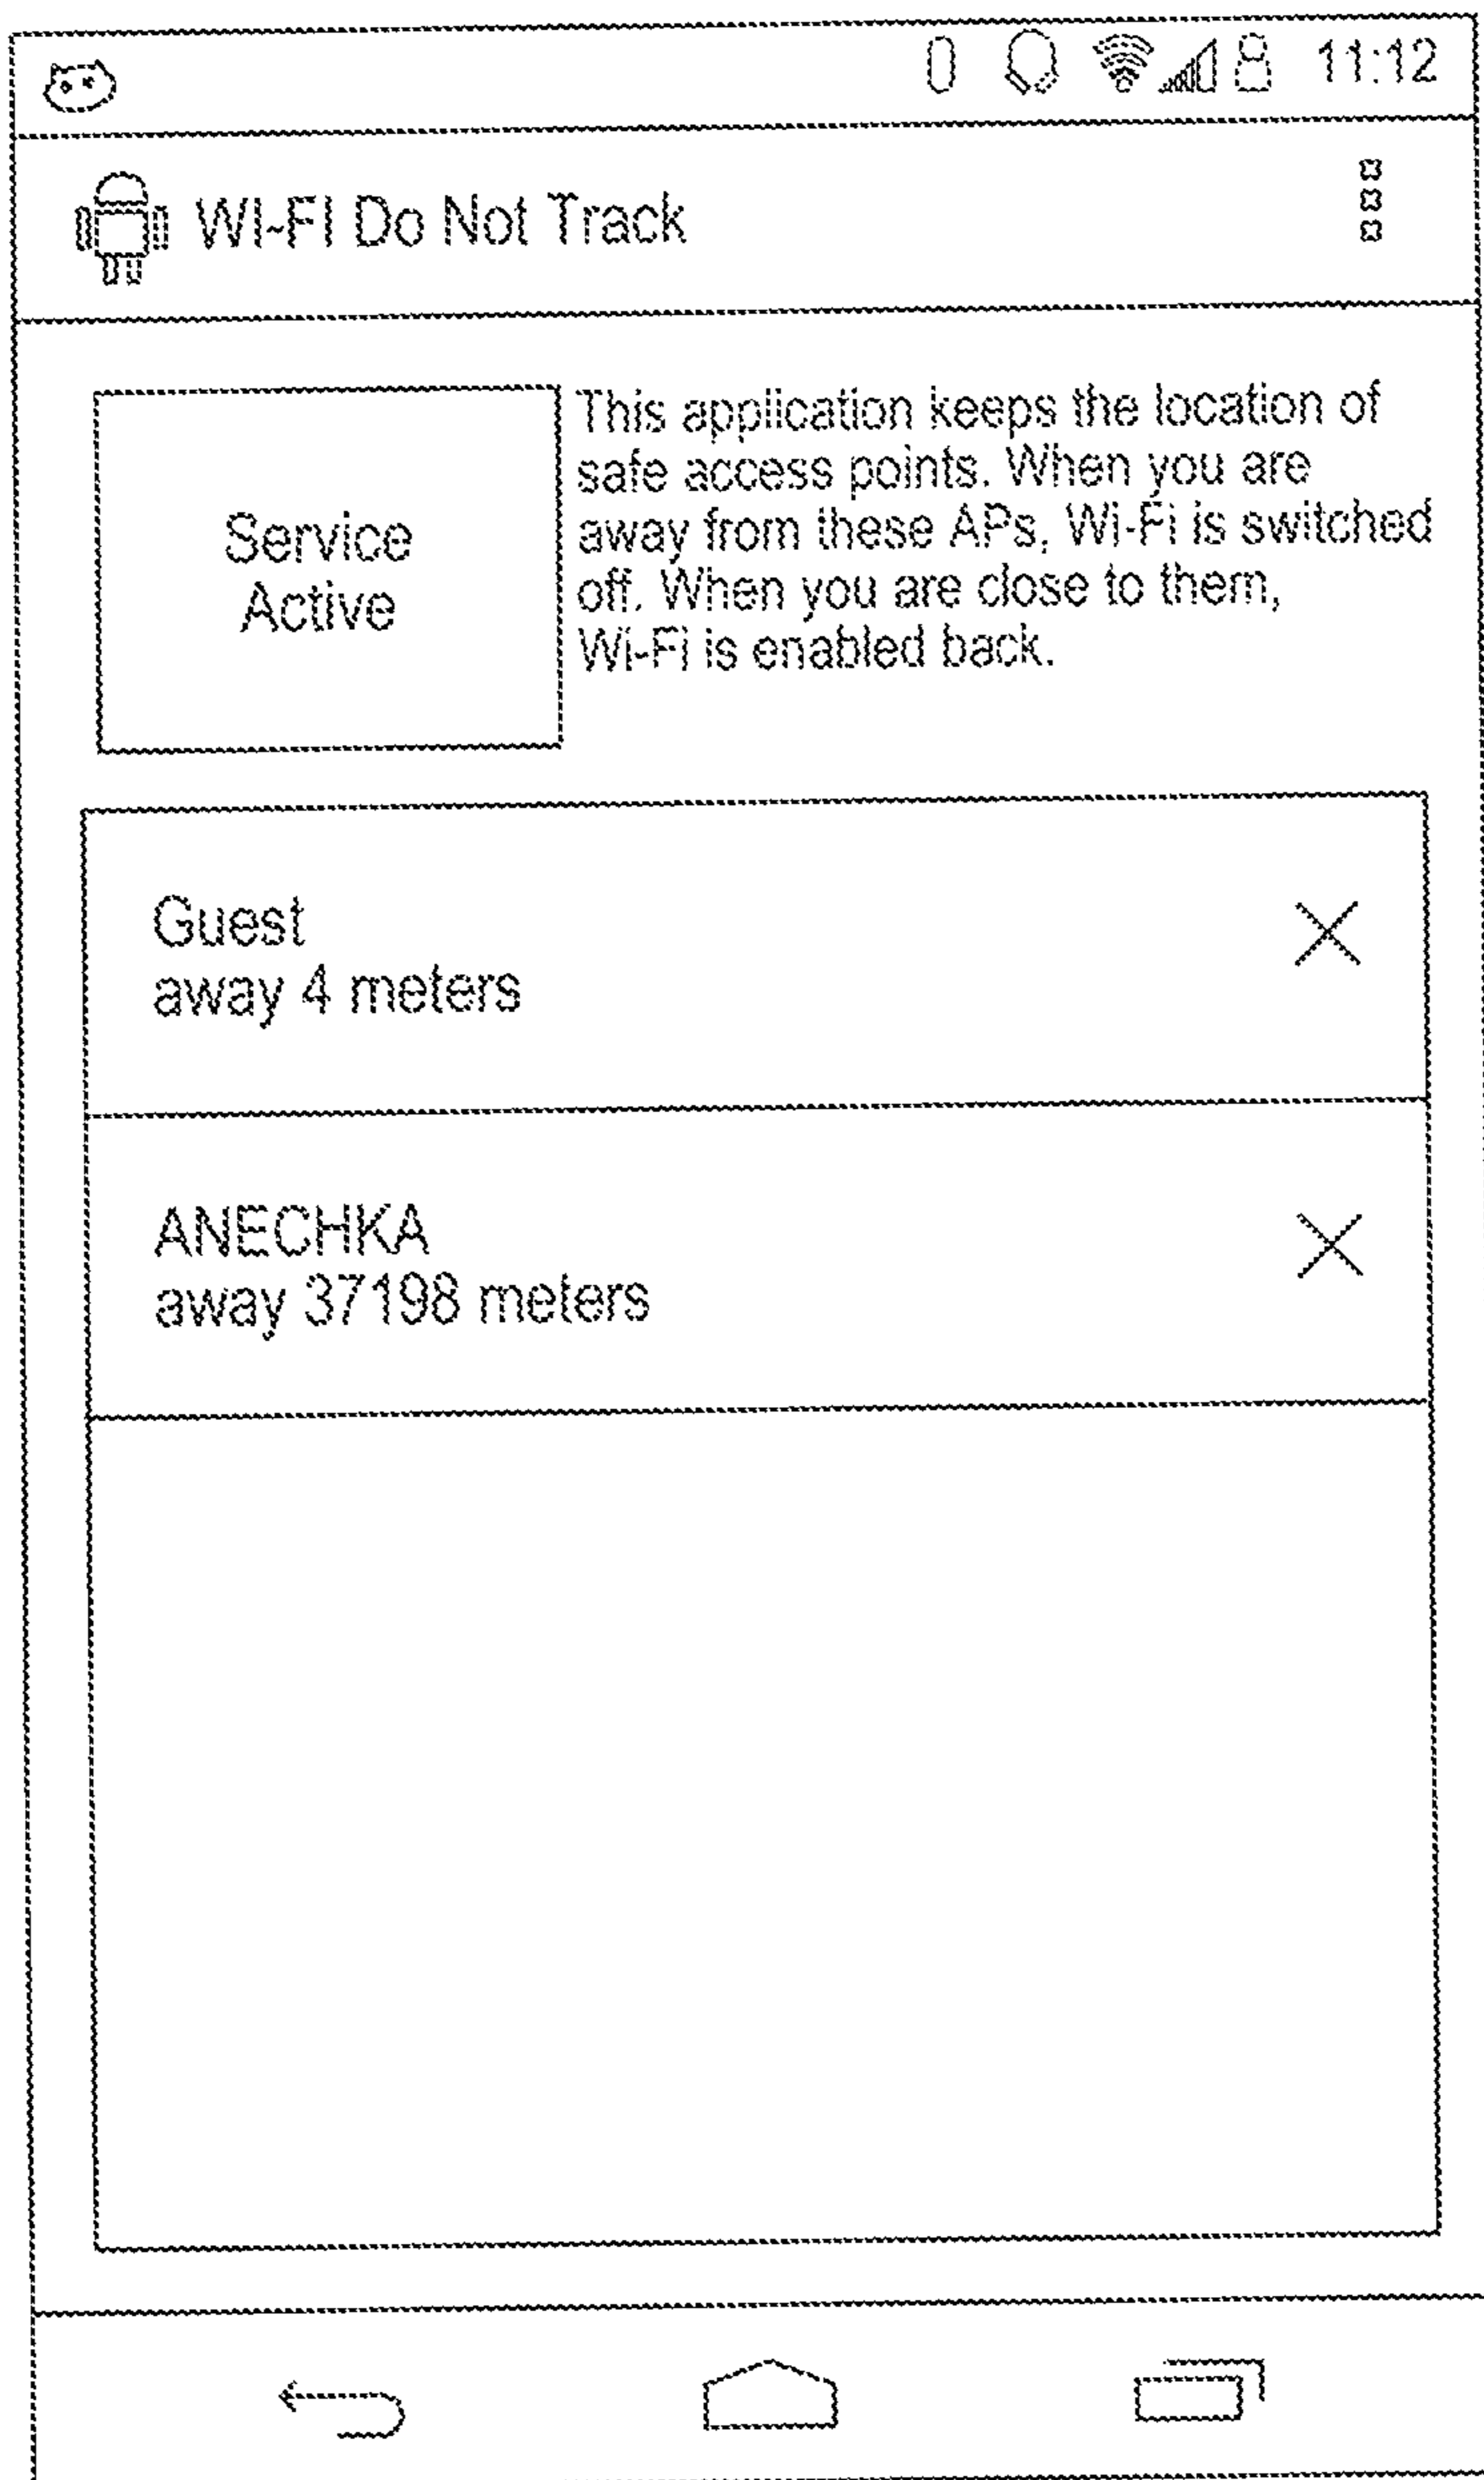 11:12
WI-FI Do Not Track
Service
Active
This application keeps the location of
safe access points. When you are
away from these APs, Wi-Fi is switched
off. When you are close to them,
Wi-Fi is enabled back.
Guest
away 4 meters
ANECHKA
away 37198 meters